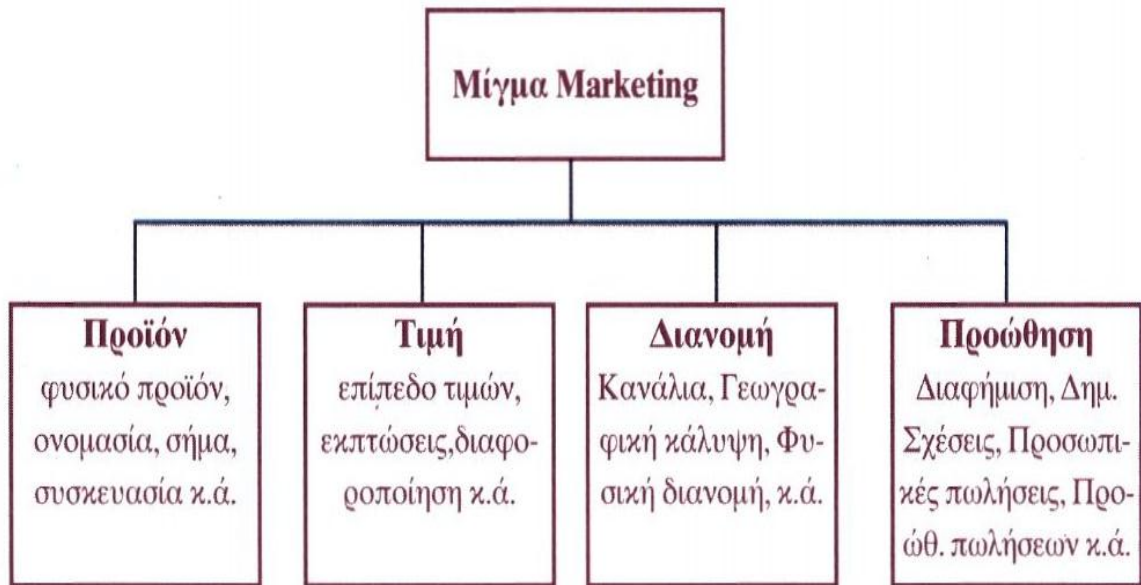 Μίγμα Marketing
Προϊόν
φυσικό προϊόν,
ονομασία, σήμα,
συσκευασία κ.ά.
Τιμή
επίπεδο τιμών,
εκπτώσεις,διαφο-
ροποίηση κ.ά.
Διανομή
Κανάλια, Γεωγρα-
φική κάλυψη, Φυ-
σική διανομή, κ.ά.
Προώθηση
Διαφήμιση, Δημ.
Σχέσεις, Προσωπι-
κές πωλήσεις, Προ-
ώθ. πωλήσεων κ.ά.